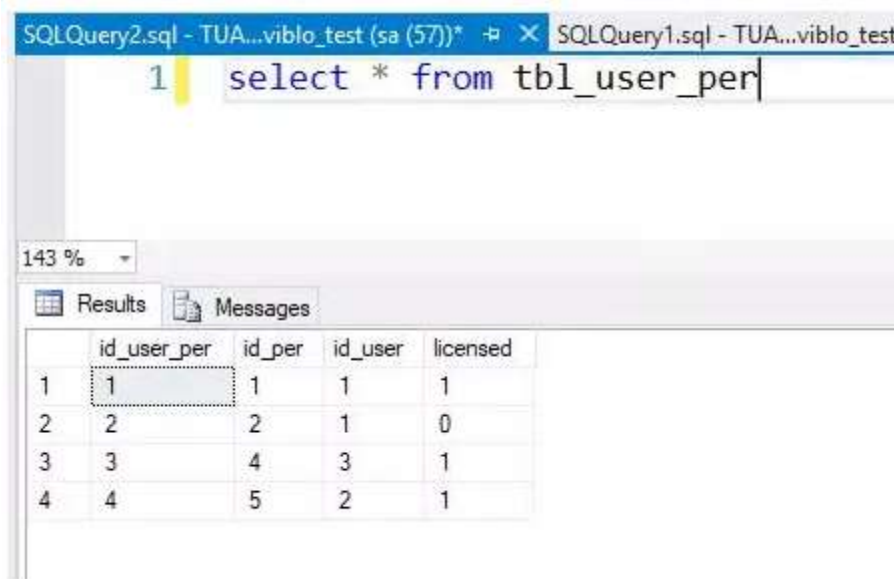 SQLQuery2.sql - TUA...viblo_test (sa (57))* SQLQuery1.sql - TUA...viblo_test
1 select * from tbl_user_per
143 %
Results Messages
id_user_per id_per id_user licensed
1 1 1 1 1
2 2 2 1 0
3 3 4 3 1
4 4 5 2 1